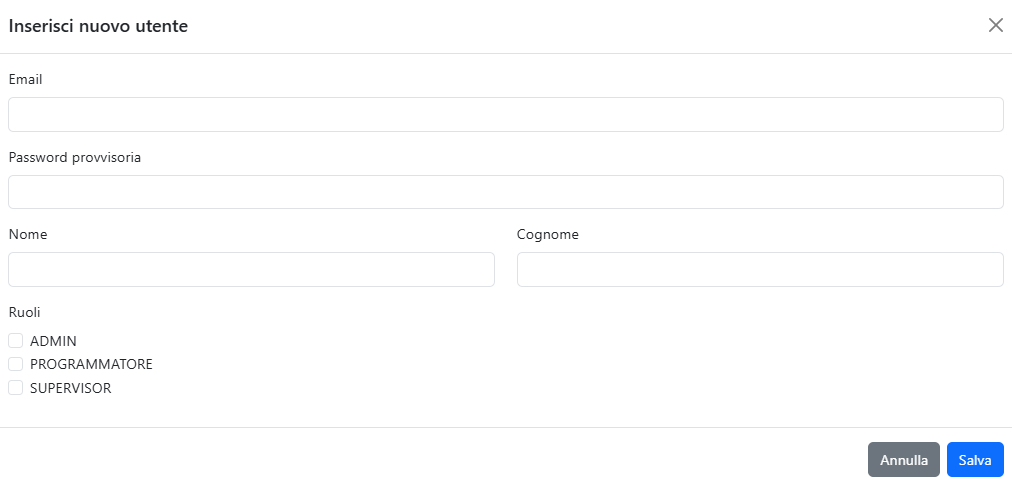 Inserisci nuovo utente
Email
Password provvisoria
Nome Cognome
Ruoli
ADMIN
PROGRAMMATORE
SUPERVISOR
Annulla Salva